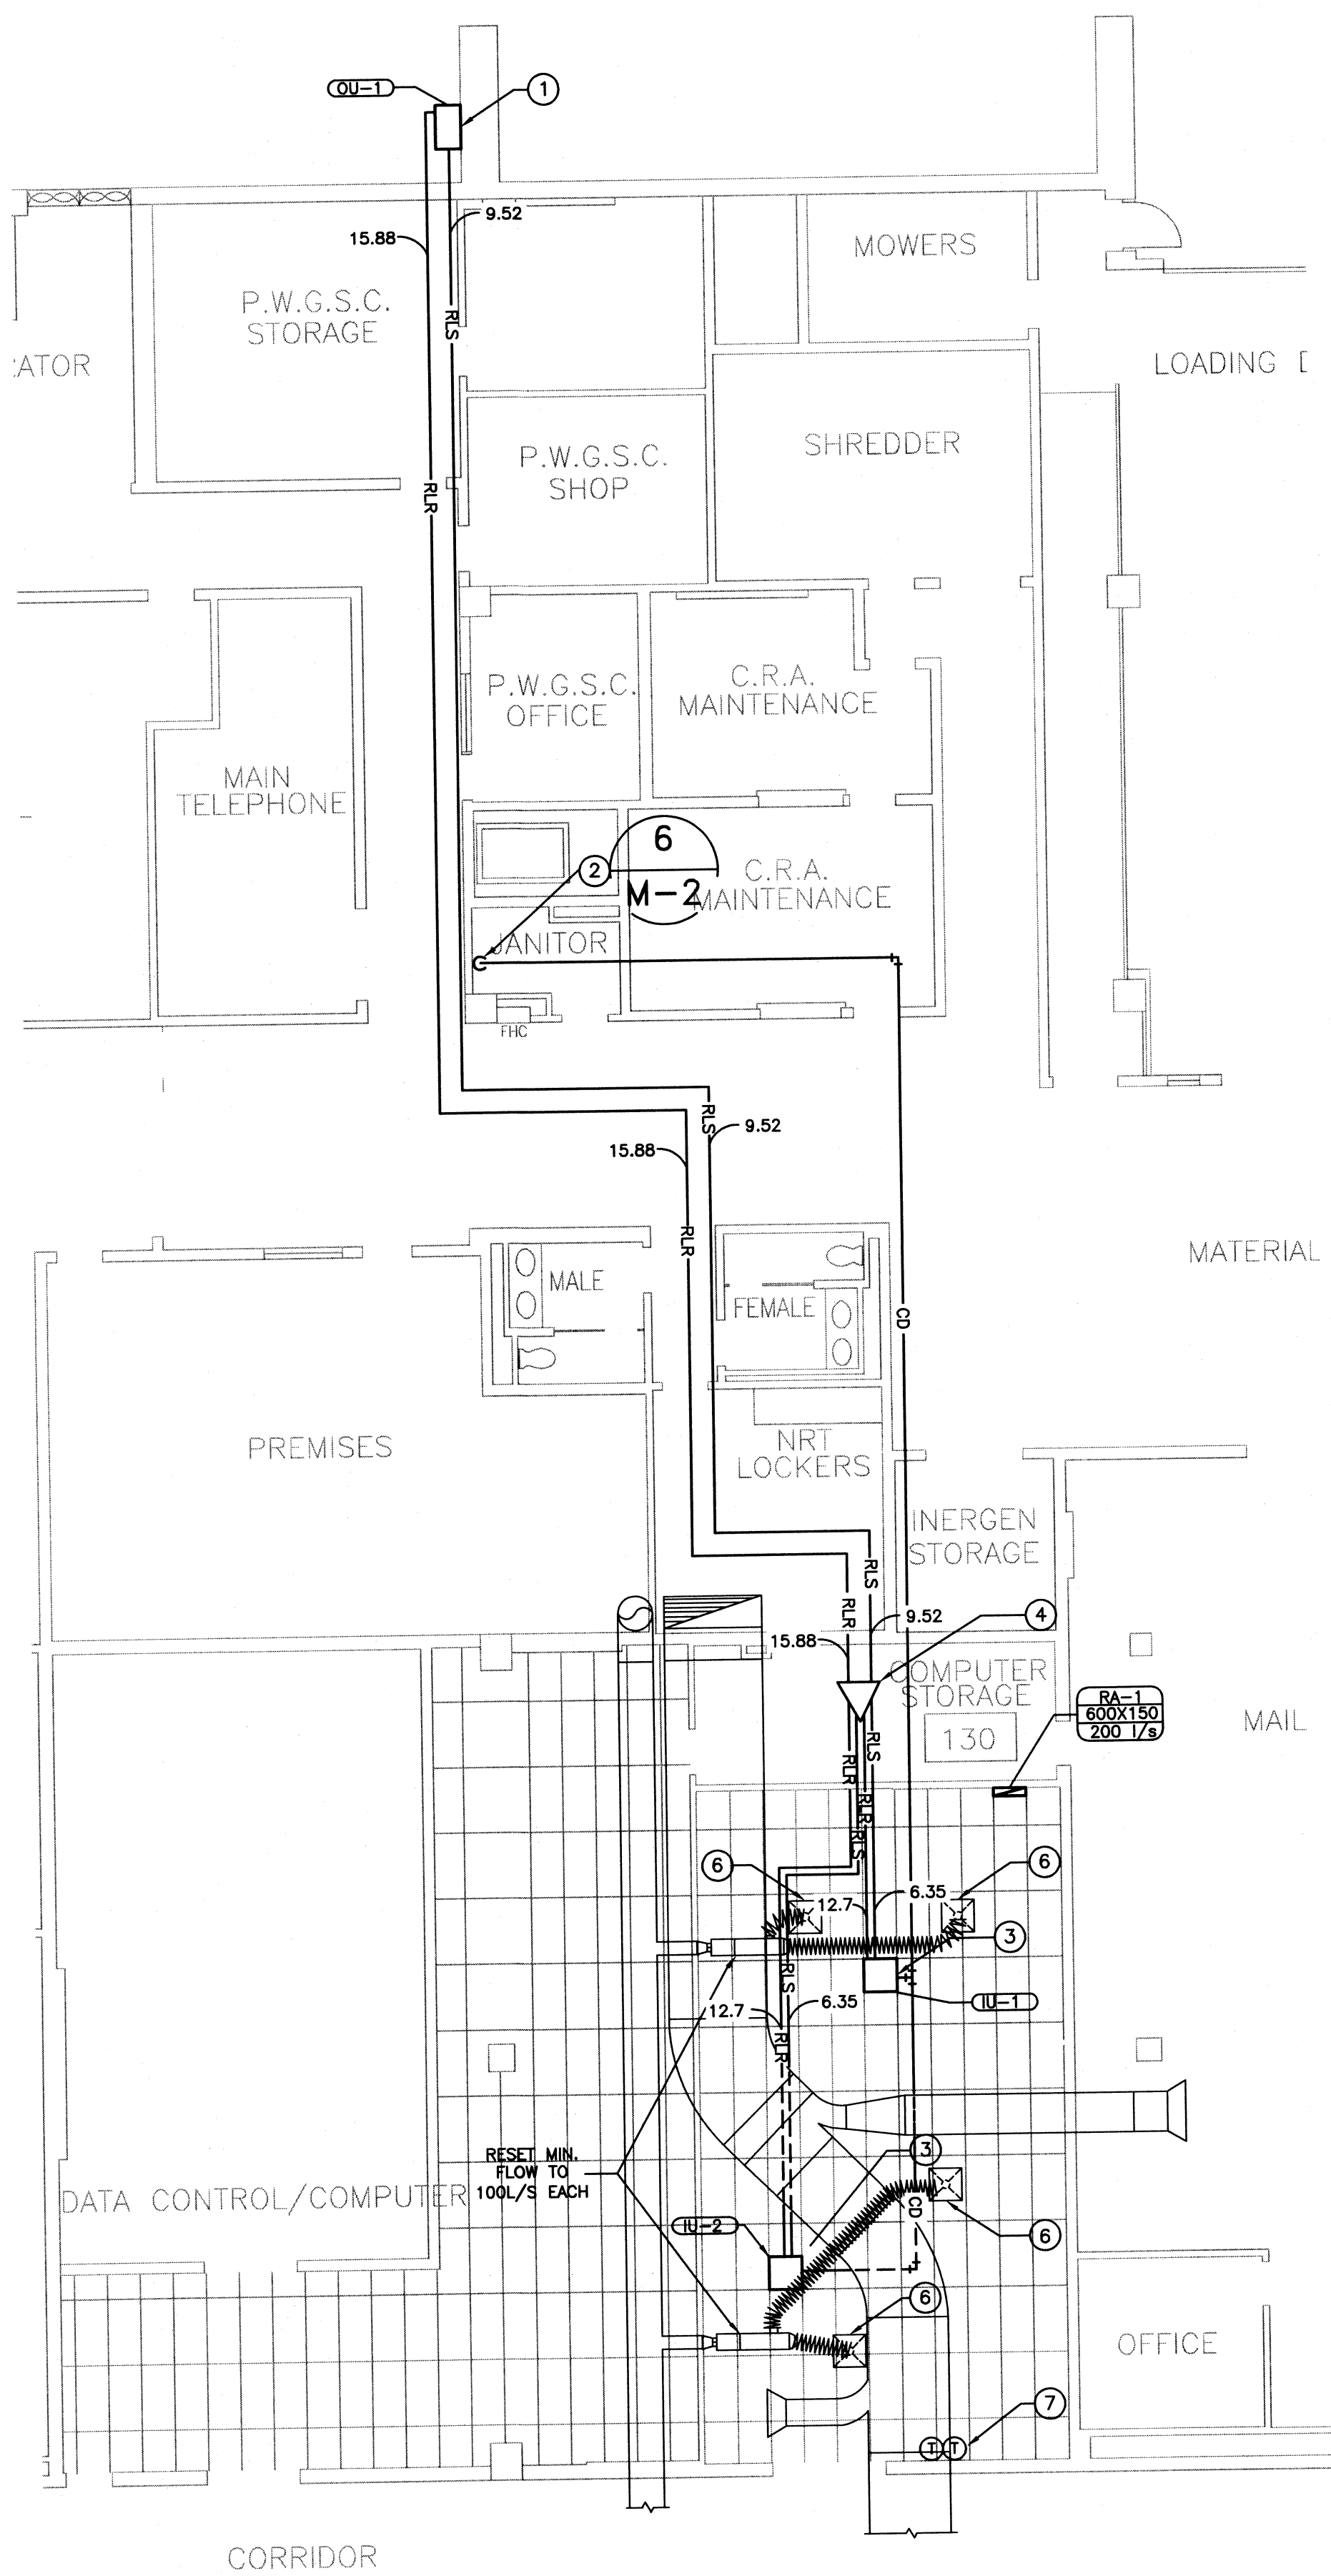 OU-1
1
9.52
15.88
MOWERS
P.W.G.S.C.
STORAGE
RLS
LOADING
SHREDDER
P.W.G.S.C.
SHOP
RLR
P.W.G.S.C.
OFFICE
C.R.A.
MAINTENANCE
MAIN
TELEPHONE
6
M-2
2
C.R.A.
MAINTENANCE
JANITOR
FHC
RLS
9.52
15.88
RLR
MATERIAL
MALE
FEMALE
CD
PREMISES
NRT
LOCKERS
INERGEN
STORAGE
RLS
RLR
9.52
4
15.88
COMPUTER
STORAGE
130
RA-1
600X150
200 l/s
MAIL
RLS
RLR
RLR
RLS
6
6
6.35
12.7
3
RLS
IU-1
12.7
6.35
RLR
RESET MIN.
FLOW TO
100L/S EACH
3
DATA CONTROL/COMPUTER
CD
IU-2
6
6
OFFICE
7
T
T
CORRIDOR